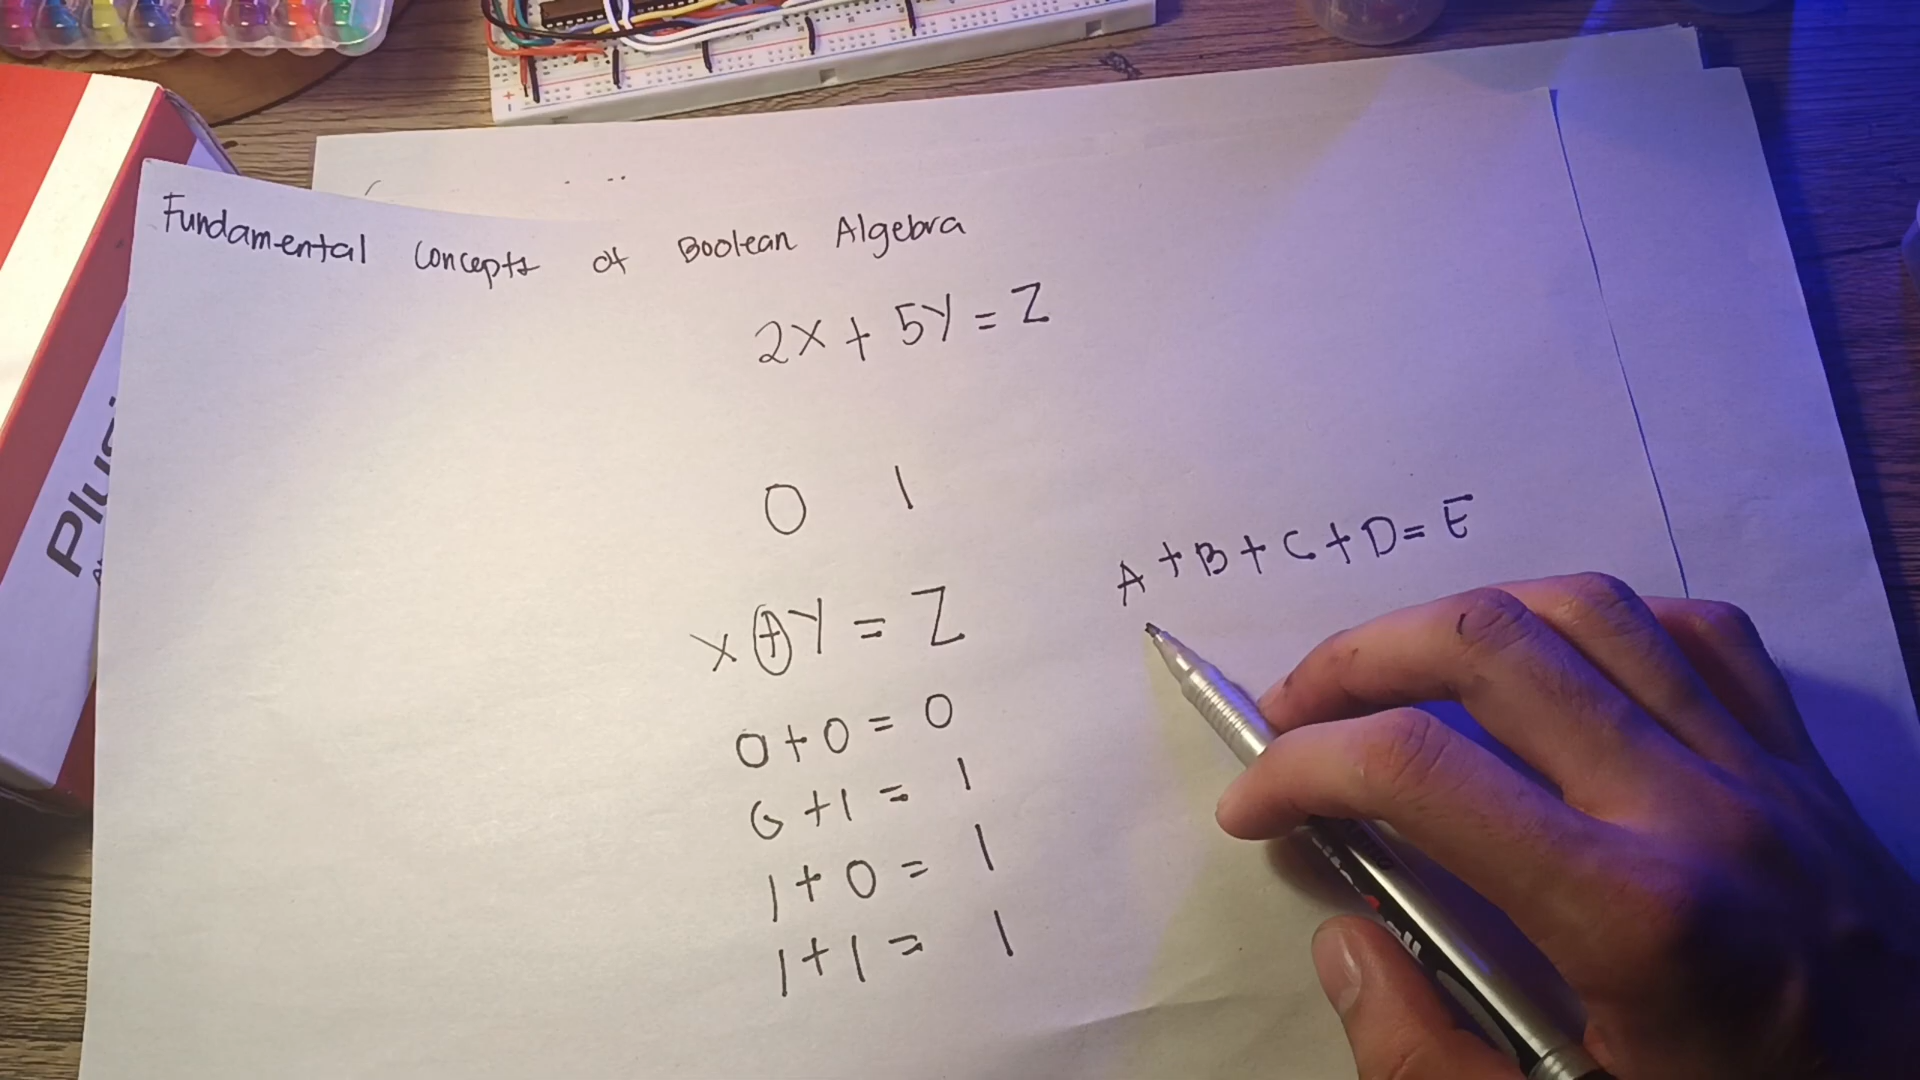 Fundamental Concepts of Boolean Algebra
2X + 5Y = Z
0 1
X + Y = Z
A + B + C + D = E
0 + 0 = 0
0 + 1 = 1
1 + 0 = 1
1 + 1 = 1
Plus